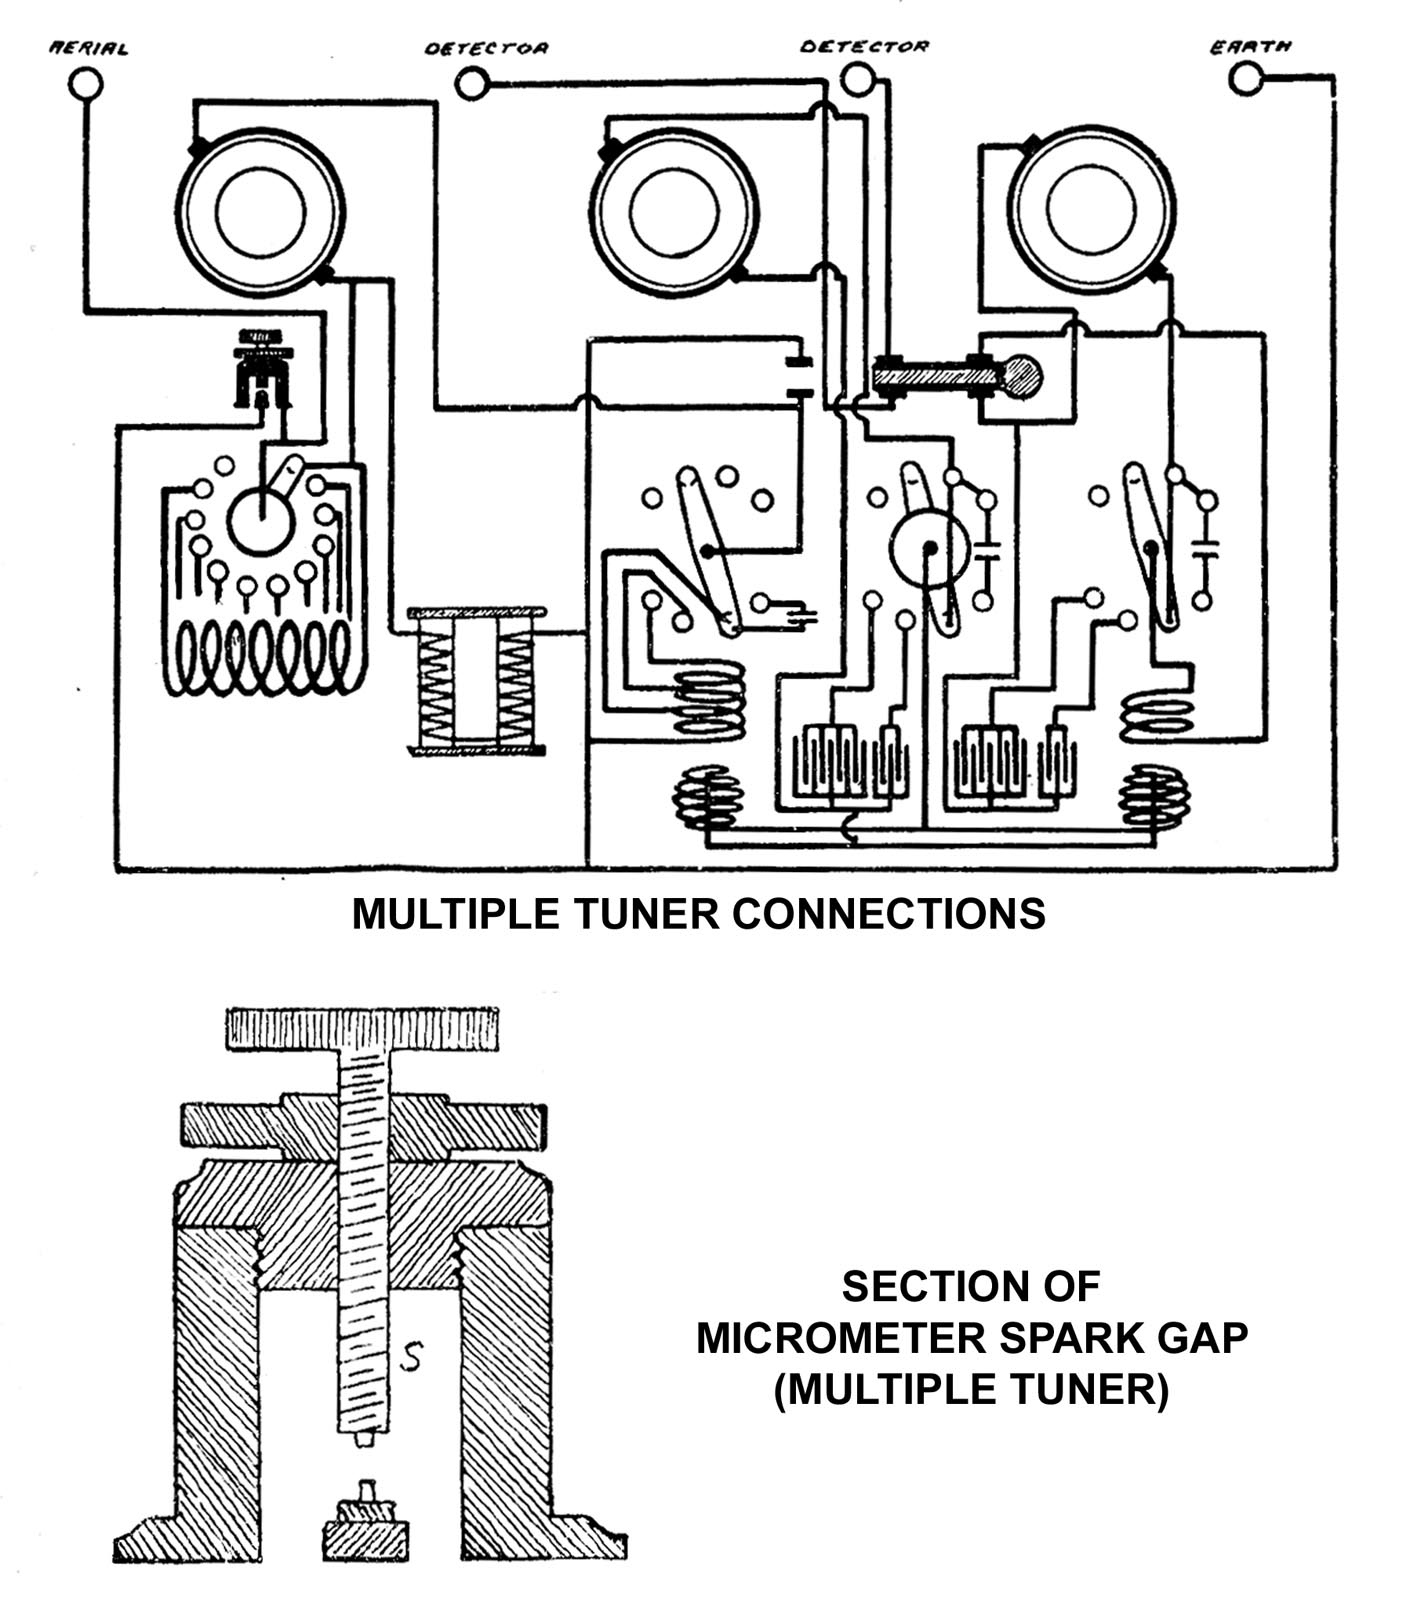 AERIAL
DETECTOR
DETECTOR
EARTH
MULTIPLE TUNER CONNECTIONS
S
SECTION OF
MICROMETER SPARK GAP
(MULTIPLE TUNER)